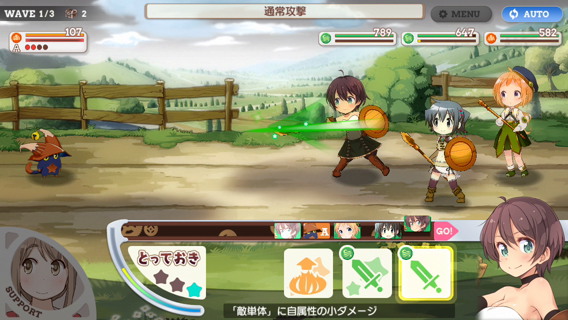 WAVE 1/3 2
通常攻撃
MENU
AUTO
107
A
789
647
582
A
GO!
とっておき
SUPPORT
「敵単体」に自属性の小ダメージ